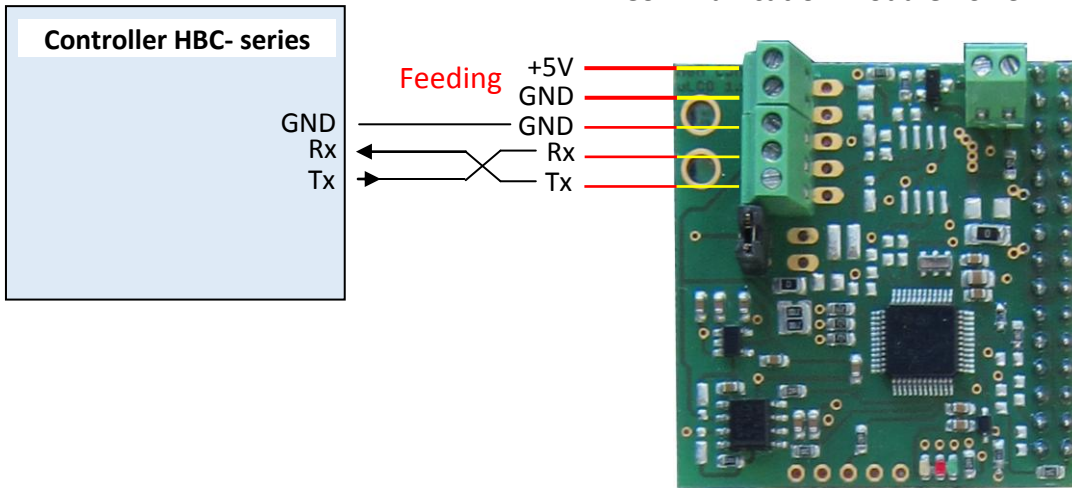 Controller HBC- series
Feeding
+5V
GND
GND
GND
Rx
Rx
Tx
Tx